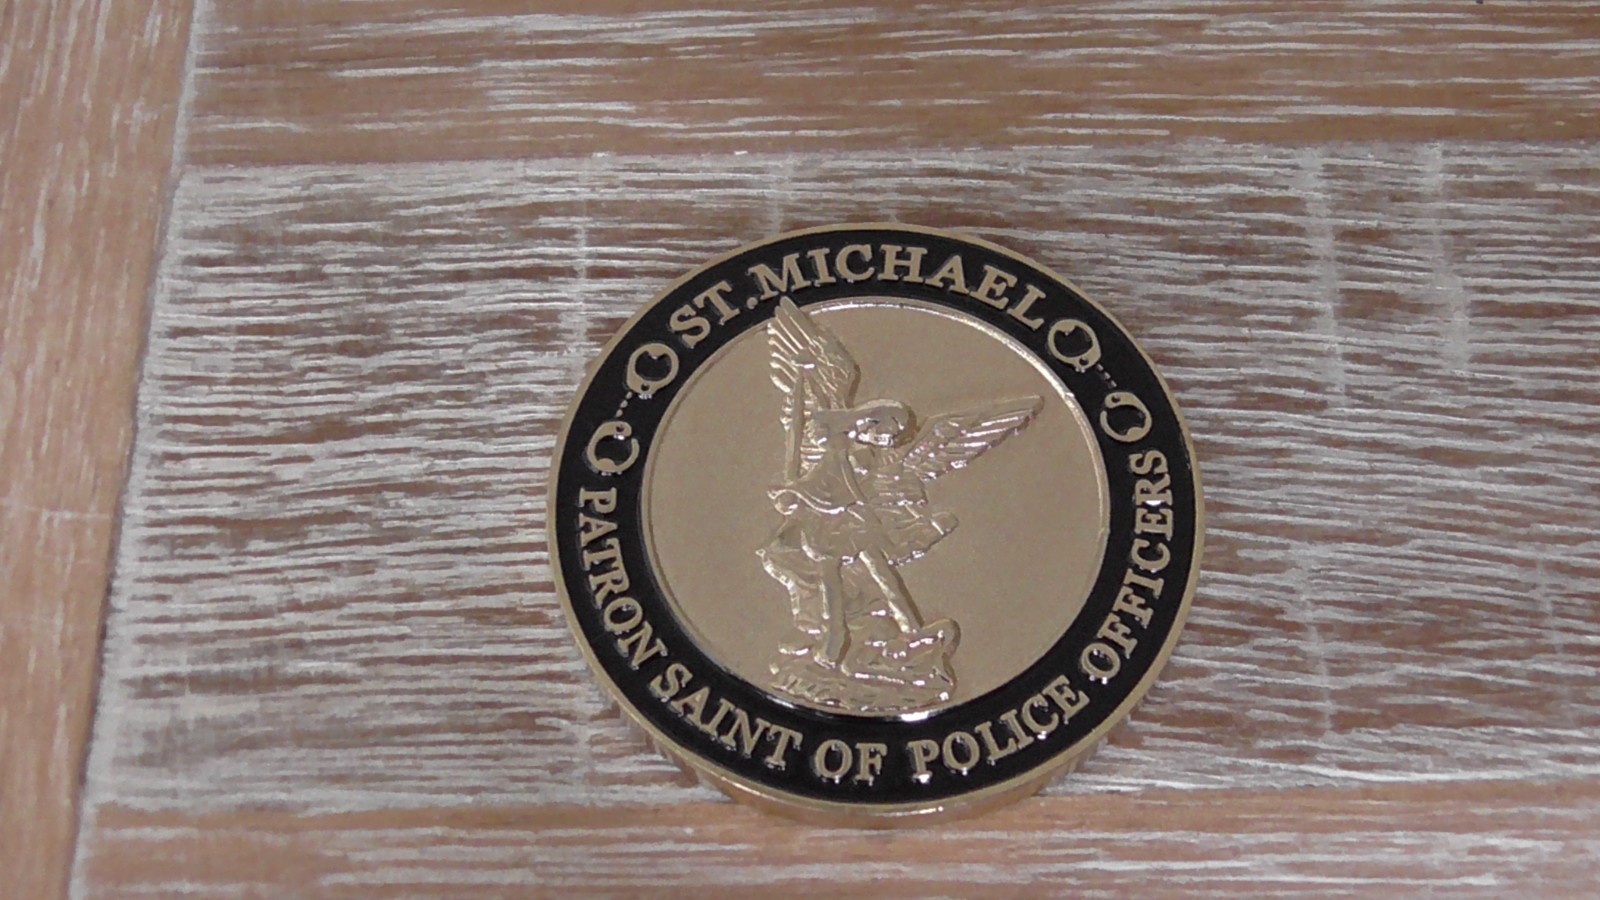 ST. MICHAEL
PATRON SAINT OF POLICE OFFICERS